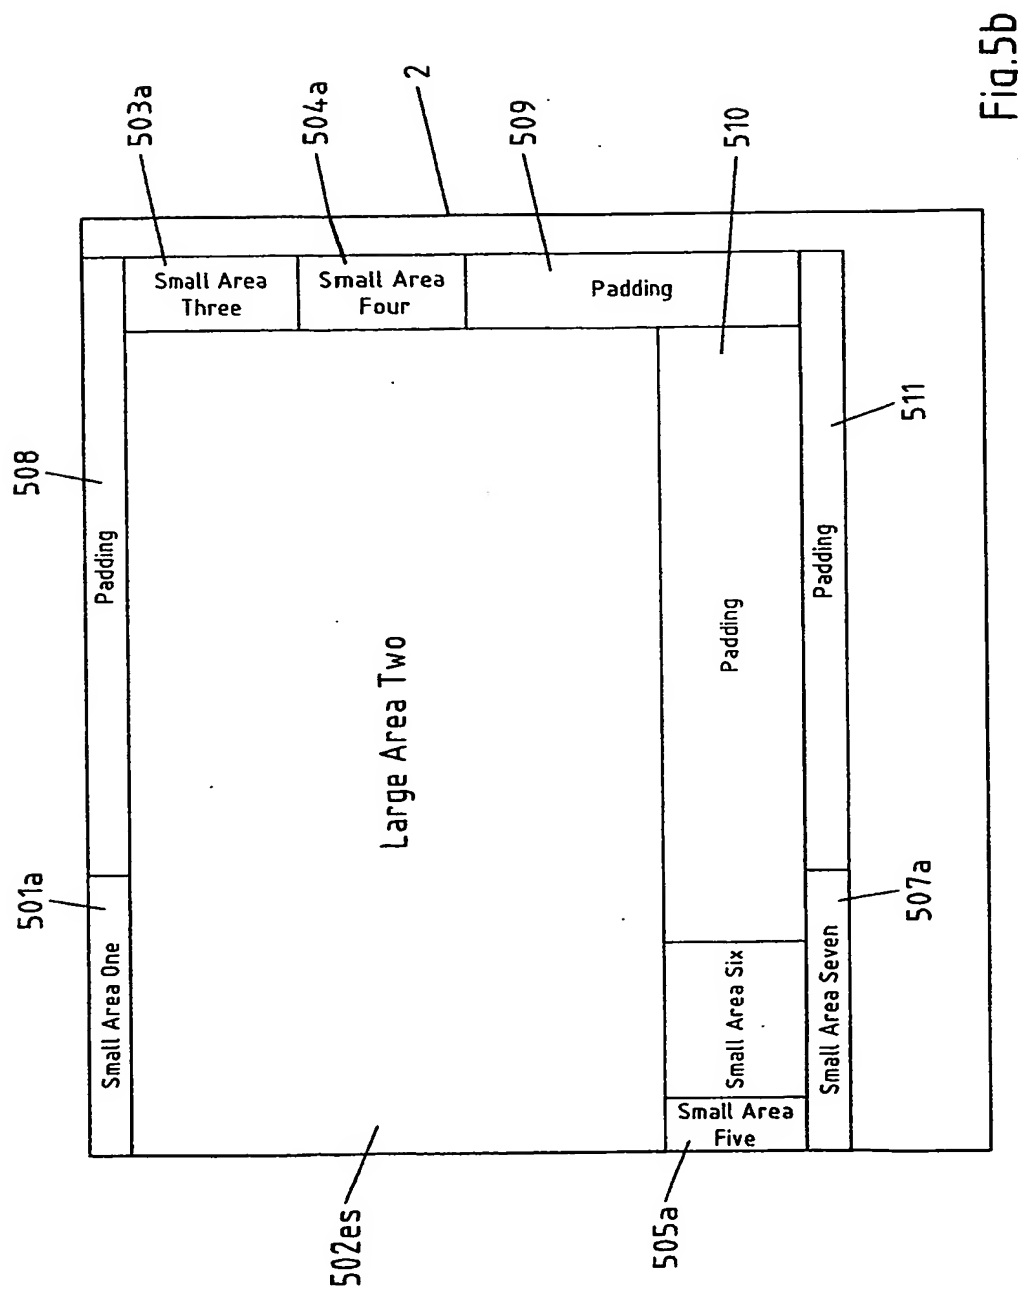 Fig.5b
503a
504a
2
509
510
508
511
501a
507a
502es
505a
Padding
Small Area One
Small Area
Three
Small Area
Four
Padding
Large Area Two
Padding
Small Area Six
Small Area
Five
Padding
Small Area Seven